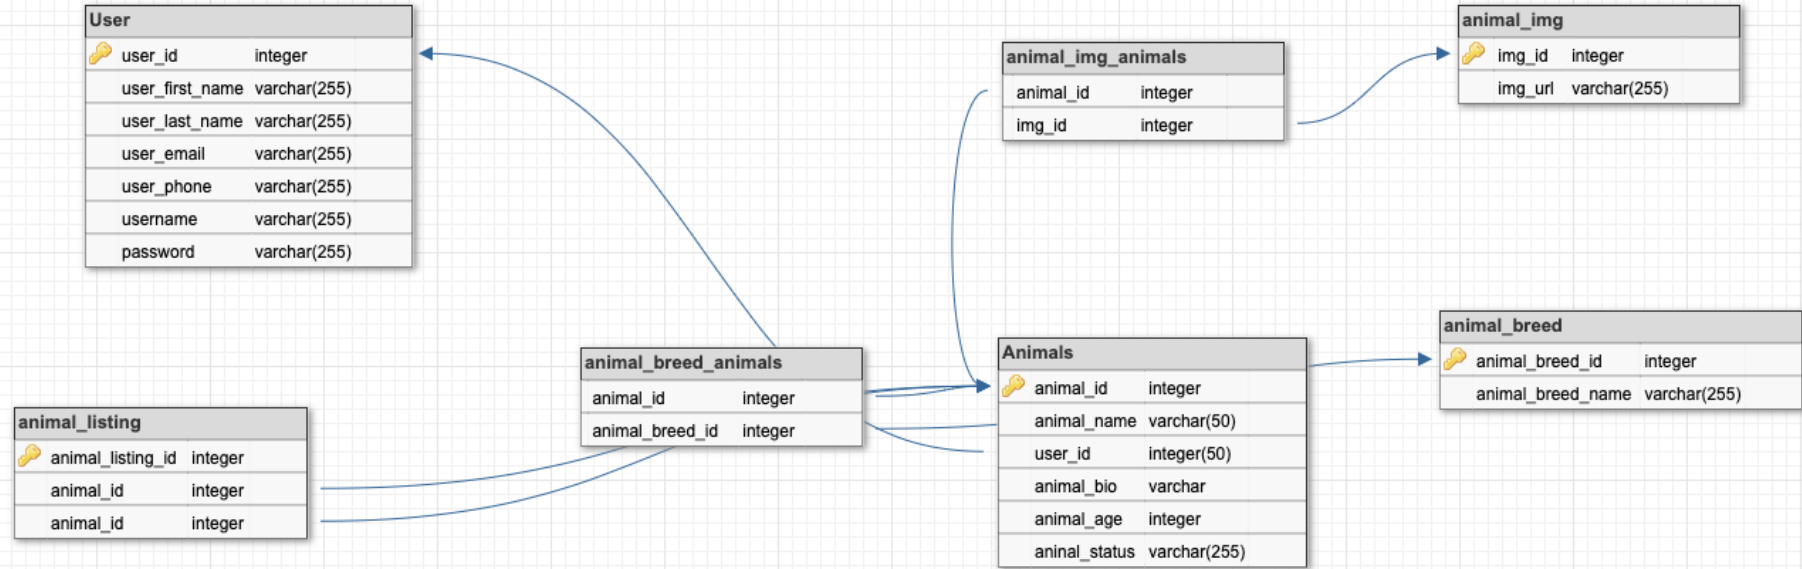 User
user_id integer
user_first_name varchar(255)
user_last_name varchar(255)
user_email varchar(255)
user_phone varchar(255)
username varchar(255)
password varchar(255)
animal_img_animals
animal_id integer
img_id integer
animal_img
img_id integer
img_url varchar(255)
animal_breed_animals
animal_id integer
animal_breed_id integer
Animals
animal_id integer
animal_name varchar(50)
user_id integer(50)
animal_bio varchar
animal_age integer
aninal_status varchar(255)
animal_breed
animal_breed_id integer
animal_breed_name varchar(255)
animal_listing
animal_listing_id integer
animal_id integer
animal_id integer